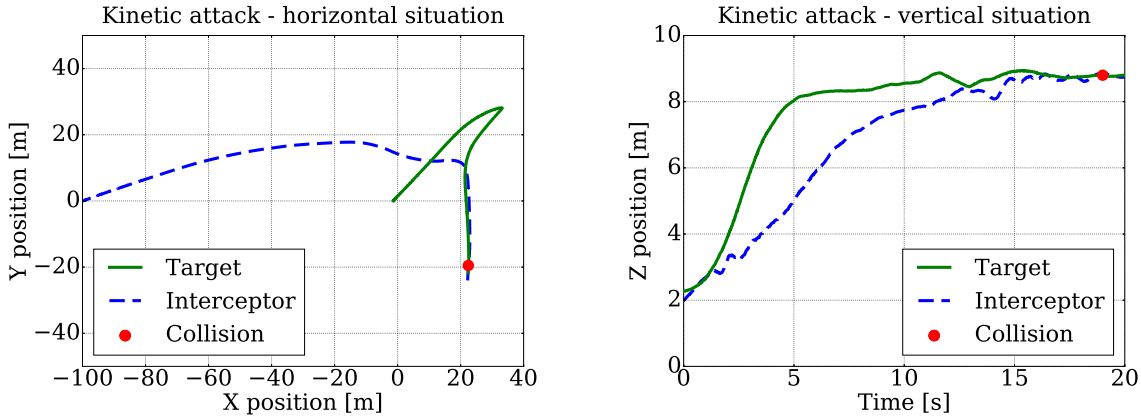 Kinetic attack - horizontal situation
Y position [m]
40
20
0
−20
−40
Target
Interceptor
Collision
−100 −80 −60 −40 −20 0 20 40
X position [m]
Kinetic attack - vertical situation
Z position [m]
10
8
6
4
2
0
Target
Interceptor
Collision
0 5 10 15 20
Time [s]